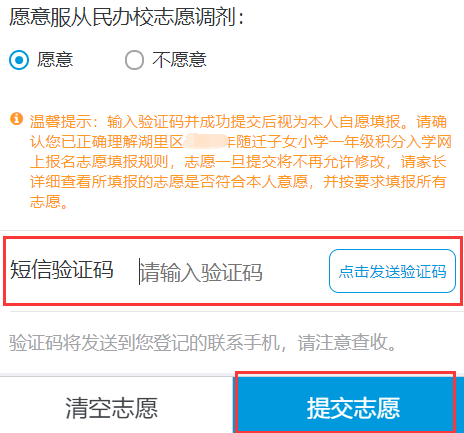 愿意服从民办校志愿调剂：
愿意 不愿意
温馨提示：输入验证码并成功提交后视为本人自愿填报。请确
认您已正确理解湖里区 年随迁子女小学一年级积分入学网
上报名志愿填报规则，志愿一旦提交将不再允许修改，请家长
详细查看所填报的志愿是否符合本人意愿，并按要求填报所有
志愿。
短信验证码 请输入验证码 点击发送验证码
验证码将发送到您登记的联系手机，请注意查收。
清空志愿 提交志愿